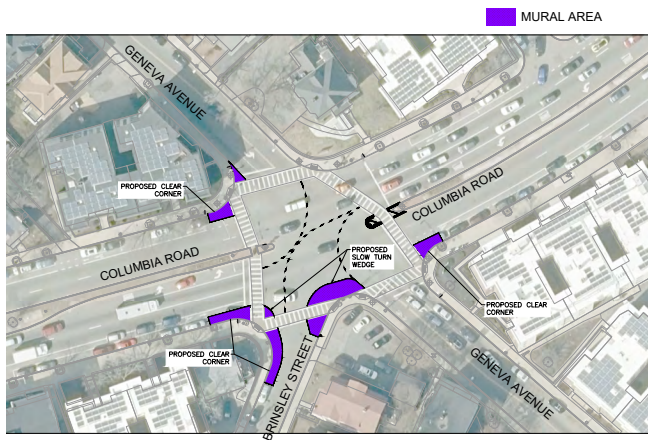 MURAL AREA
GENEVA AVENUE
PROPOSED CLEAR
CORNER
COLUMBIA ROAD
COLUMBIA ROAD
PROPOSED
SLOW TURN
WEDGE
PROPOSED CLEAR
CORNER
PROPOSED CLEAR
CORNER
BRINSLEY STREET
GENEVA AVENUE